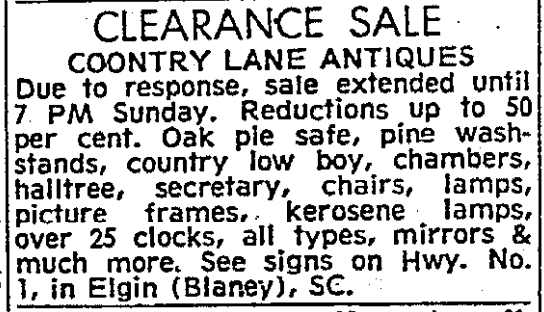 CLEARANCE SALE
COONTRY LANE ANTIQUES
Due to response, sale extended until
7 PM Sunday. Reductions up to 50
per cent. Oak pie safe, pine wash-
stands, country low boy, chambers,
halltree, secretary, chairs, lamps,
picture frames, kerosene lamps,
over 25 clocks, all types, mirrors &
much more. See signs on Hwy. No.
1, in Elgin (Blaney), SC.